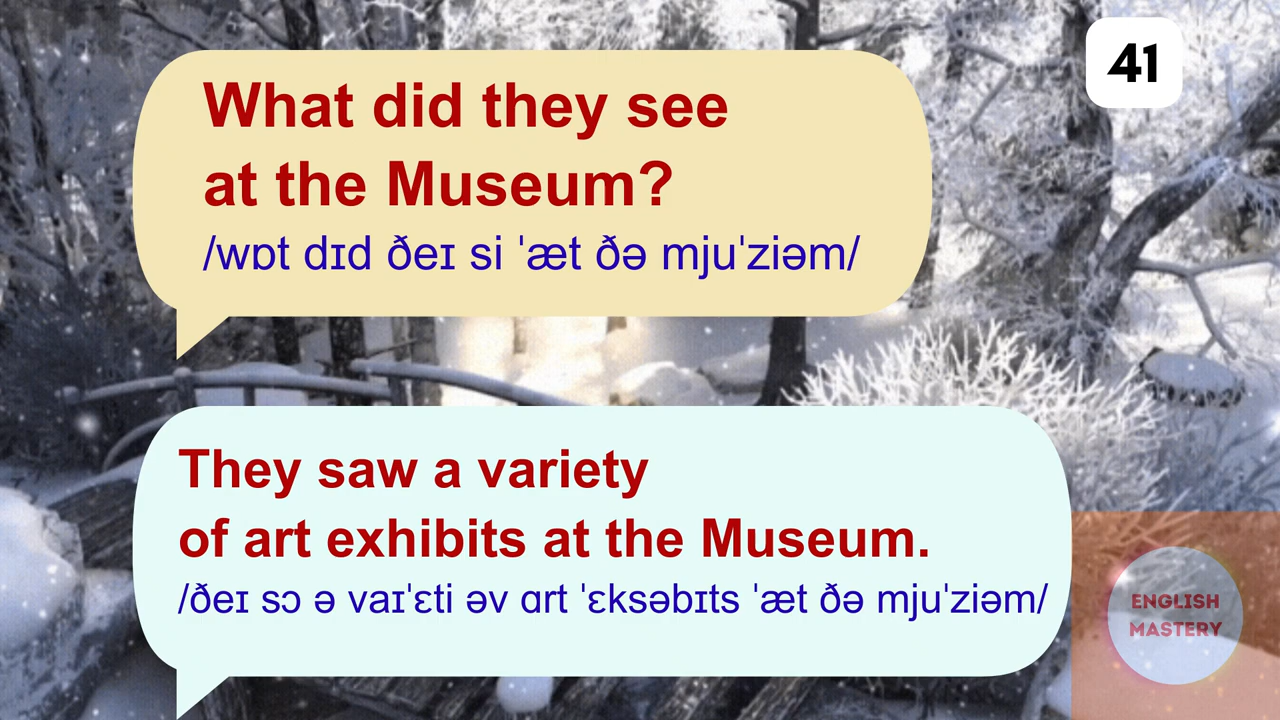 41
What did they see
at the Museum?
/wɒt dɪd ðeɪ si ˈæt ðə mjuˈziəm/
They saw a variety
of art exhibits at the Museum.
/ðeɪ sɔ ə vaɪˈɛti əv ɑrt ˈɛksəbɪts ˈæt ðə mjuˈziəm/
ENGLISH
MASTERY